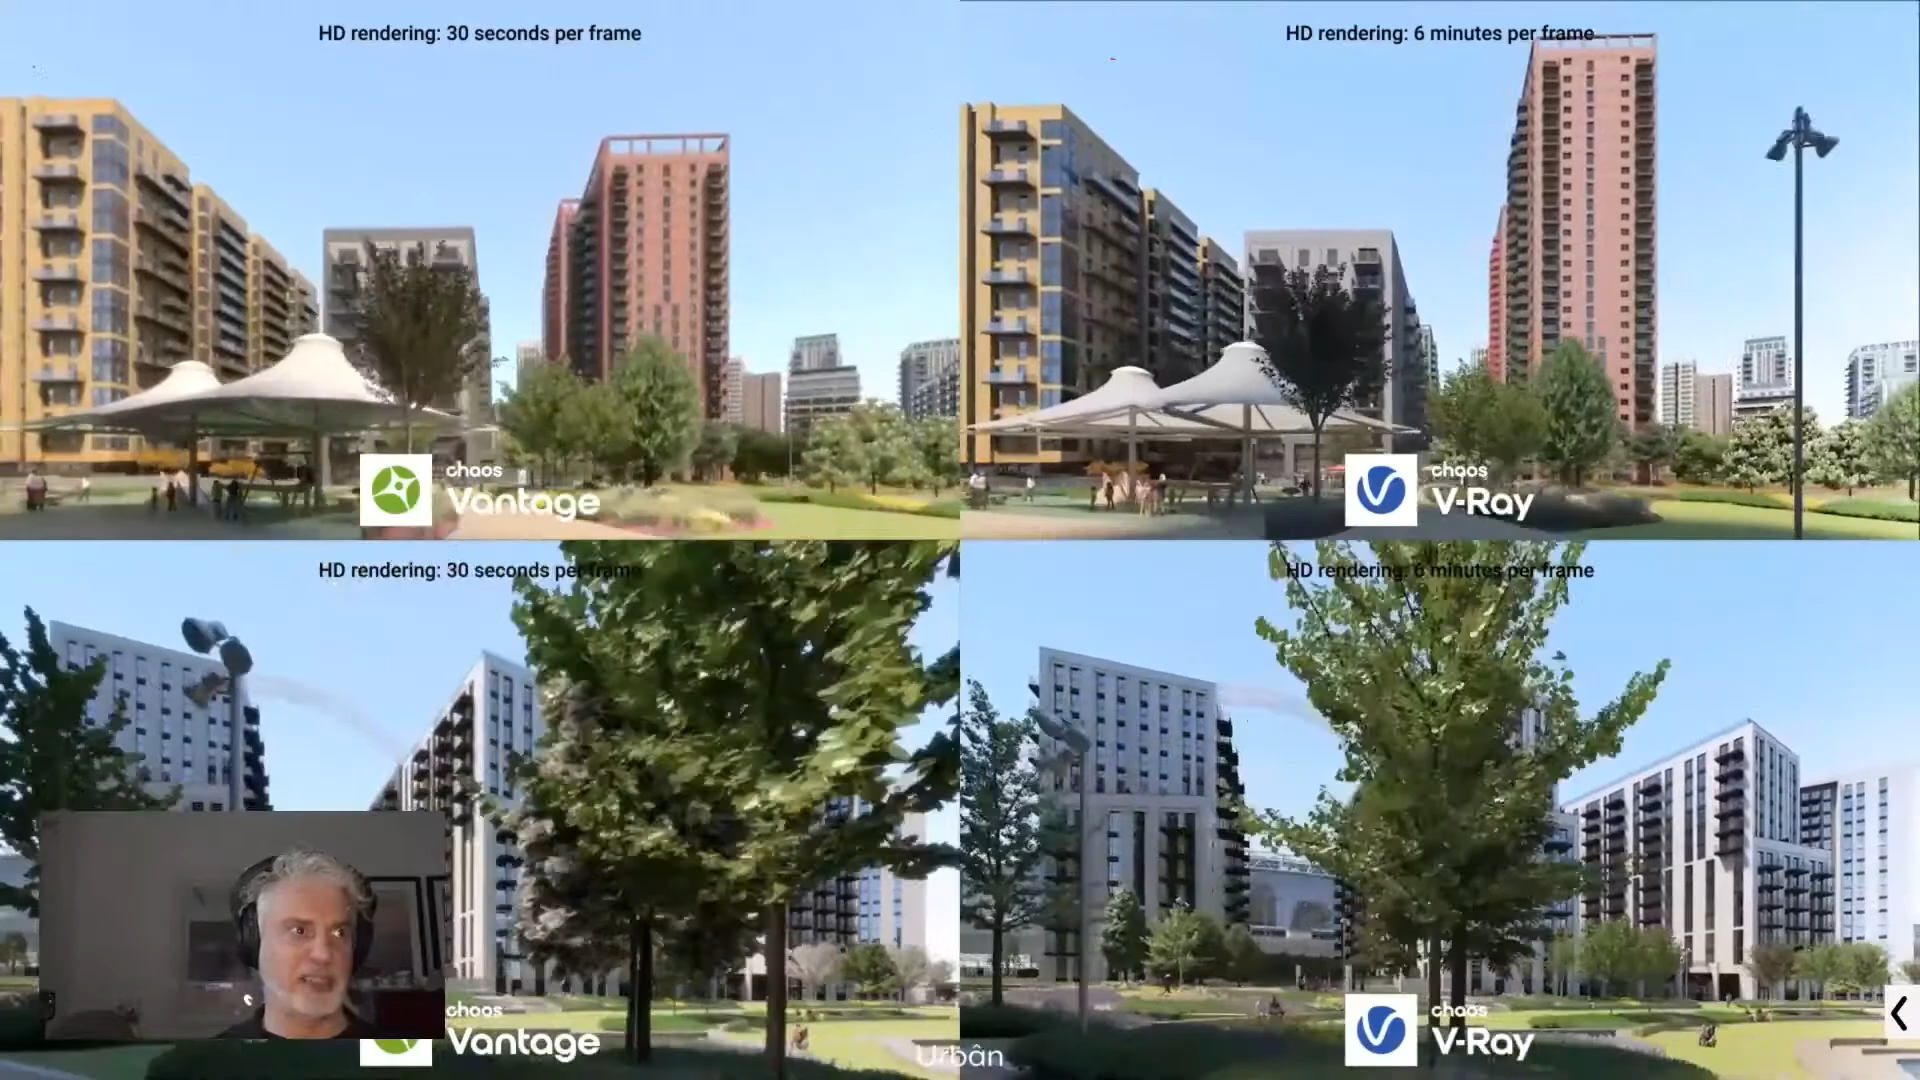 HD rendering: 30 seconds per frame
HD rendering: 6 minutes per frame
chaos
Vantage
chaos
V-Ray
HD rendering: 30 seconds per frame
HD rendering: 6 minutes per frame
chaos
Vantage
chaos
V-Ray
Urbân